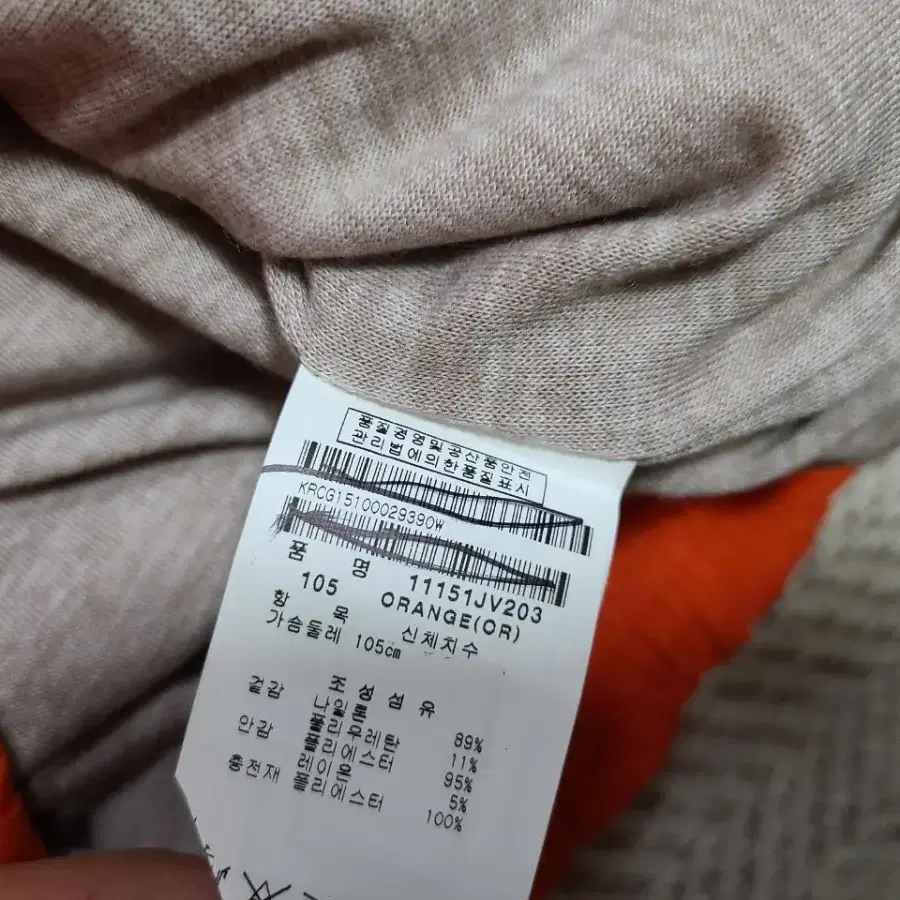 품질경영 및 공산품안전
관리법에 의한 품질표시
KRCG15100029390W
품 명 11151JV203
105 ORANGE(OR)
항 목 신체치수
가슴둘레 105cm
조성섬유
겉감 나일론 89%
폴리우레탄 11%
안감 폴리에스터 95%
레이온 5%
충전재 폴리에스터 100%